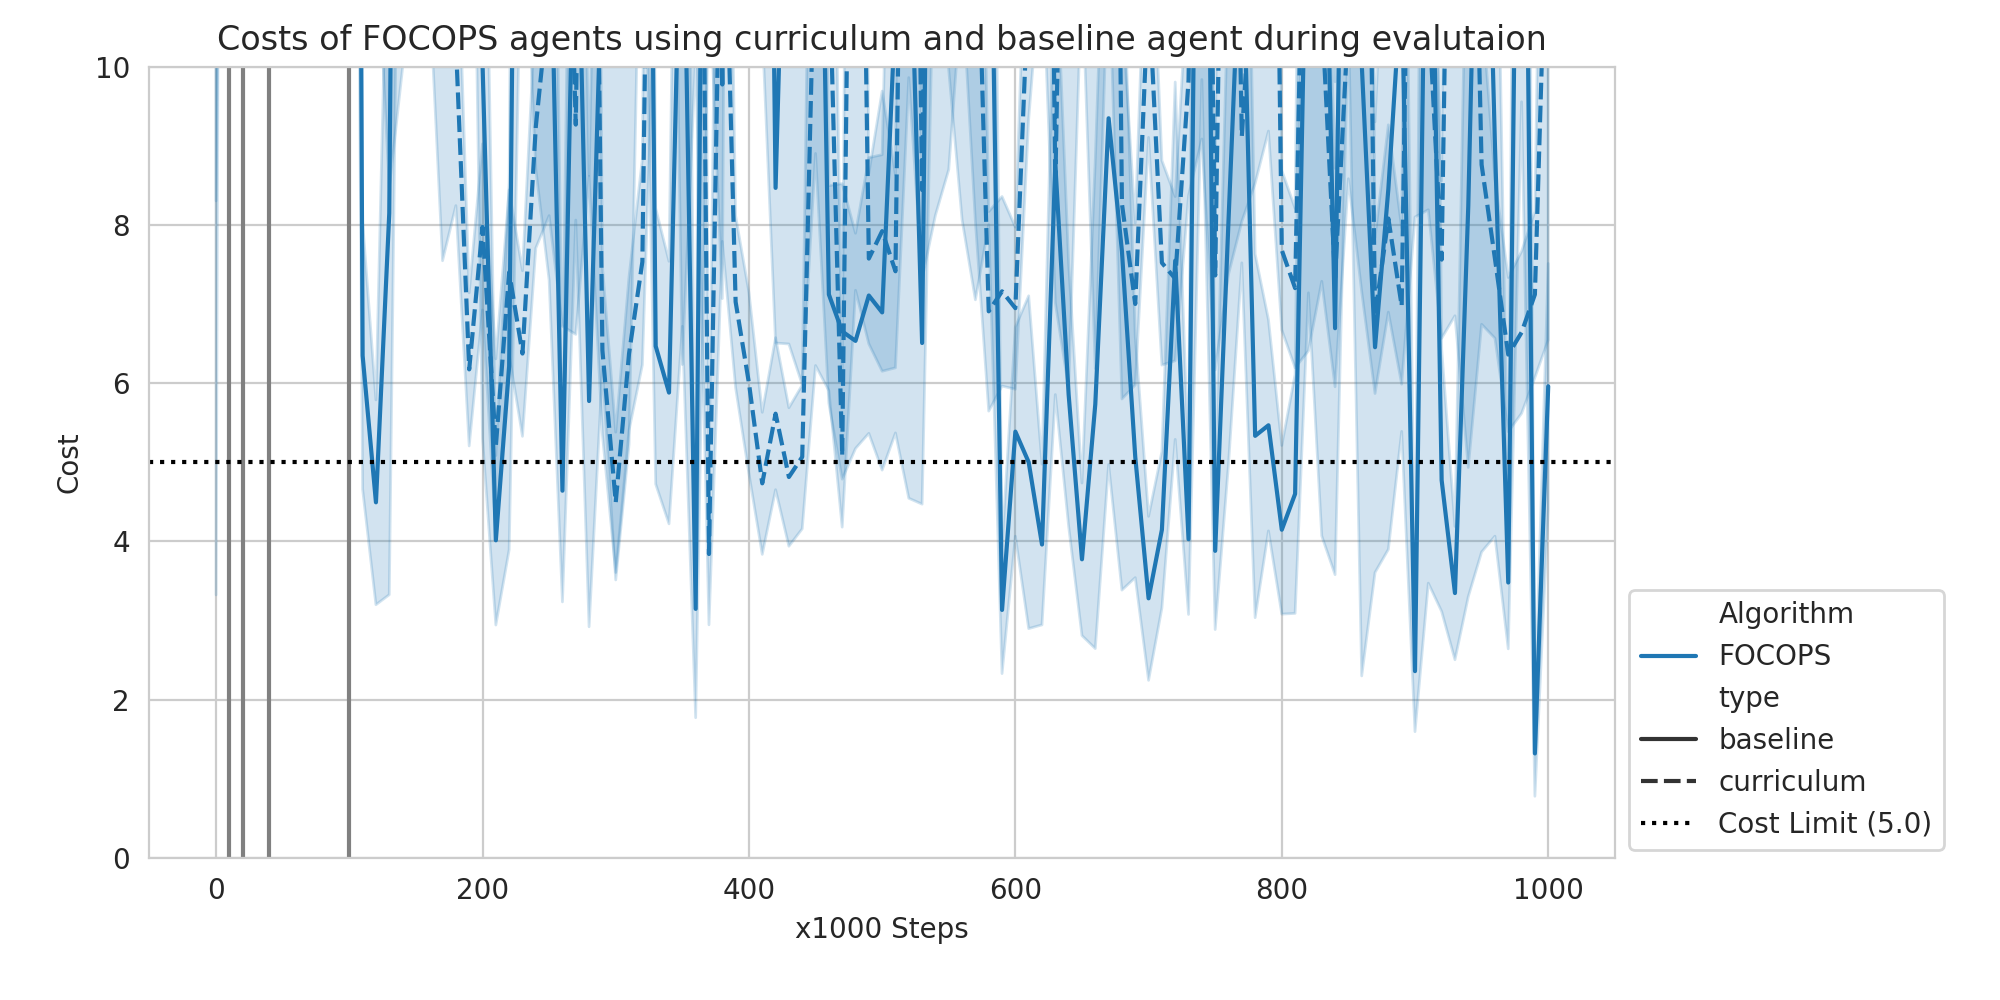 Costs of FOCOPS agents using curriculum and baseline agent during evalutaion
10
8
6
4
2
0
Cost
0 200 400 600 800 1000
x1000 Steps
Algorithm
FOCOPS
type
baseline
curriculum
Cost Limit (5.0)